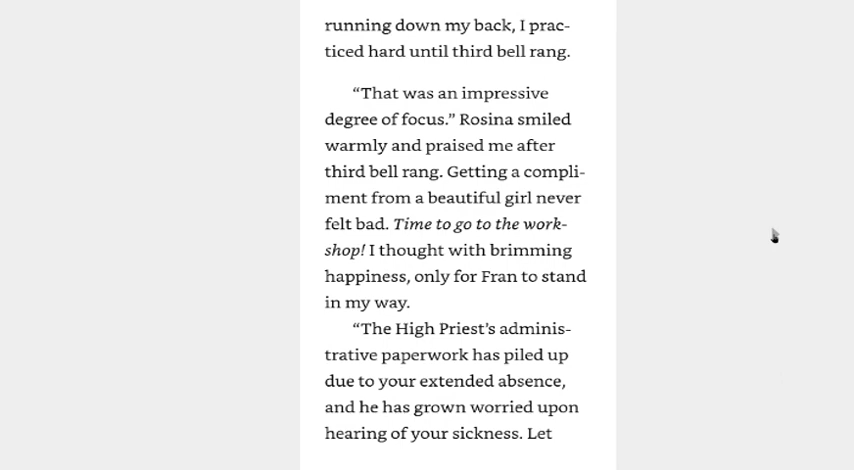 running down my back, I prac-
ticed hard until third bell rang.
“That was an impressive
degree of focus.” Rosina smiled
warmly and praised me after
third bell rang. Getting a compli-
ment from a beautiful girl never
felt bad. Time to go to the work-
shop! I thought with brimming
happiness, only for Fran to stand
in my way.
“The High Priest’s adminis-
trative paperwork has piled up
due to your extended absence,
and he has grown worried upon
hearing of your sickness. Let